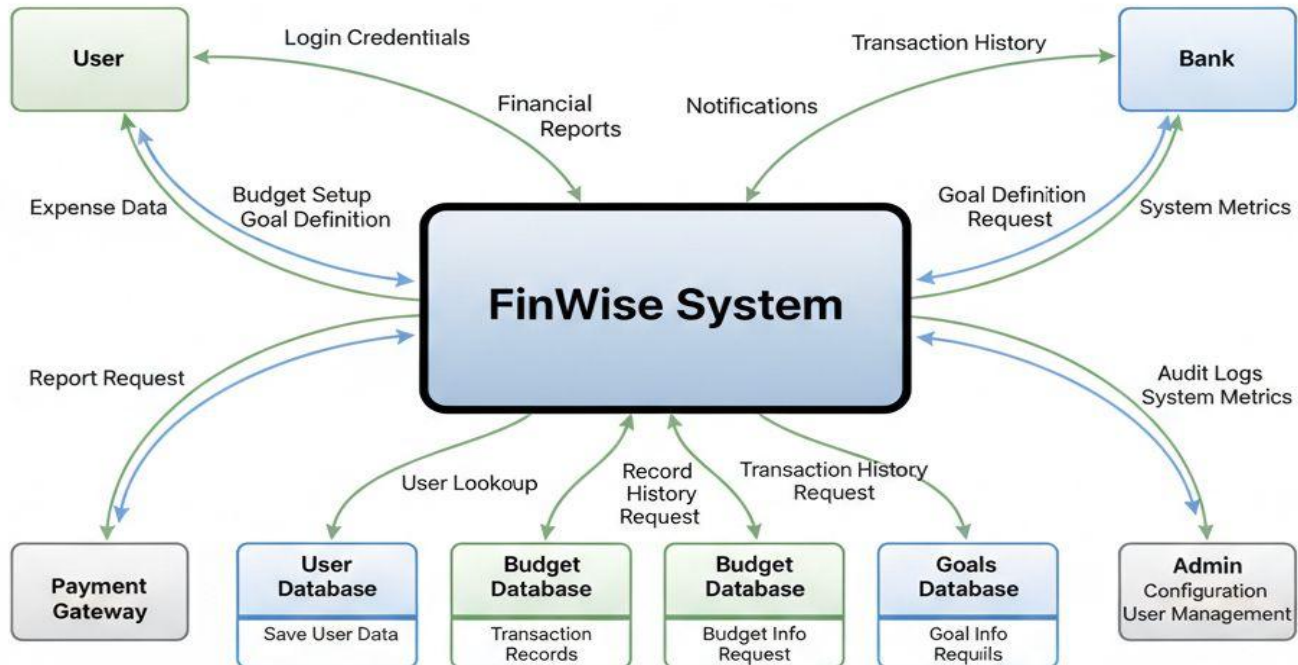 User
Login Credentiıals
Transaction History
Bank
Financial
Reports
Notifications
Expense Data
Budget Setup
Goal Definition
Goal Definition
Request
System Metrics
FinWise System
Report Request
Audit Logs
System Metrics
User Lookup
Record
History
Request
Transaction History
Request
Payment
Gateway
User
Database
Save User Data
Budget
Database
Transaction
Records
Budget
Database
Budget Info
Request
Goals
Database
Goal Info
Admin
Configuration
User Management